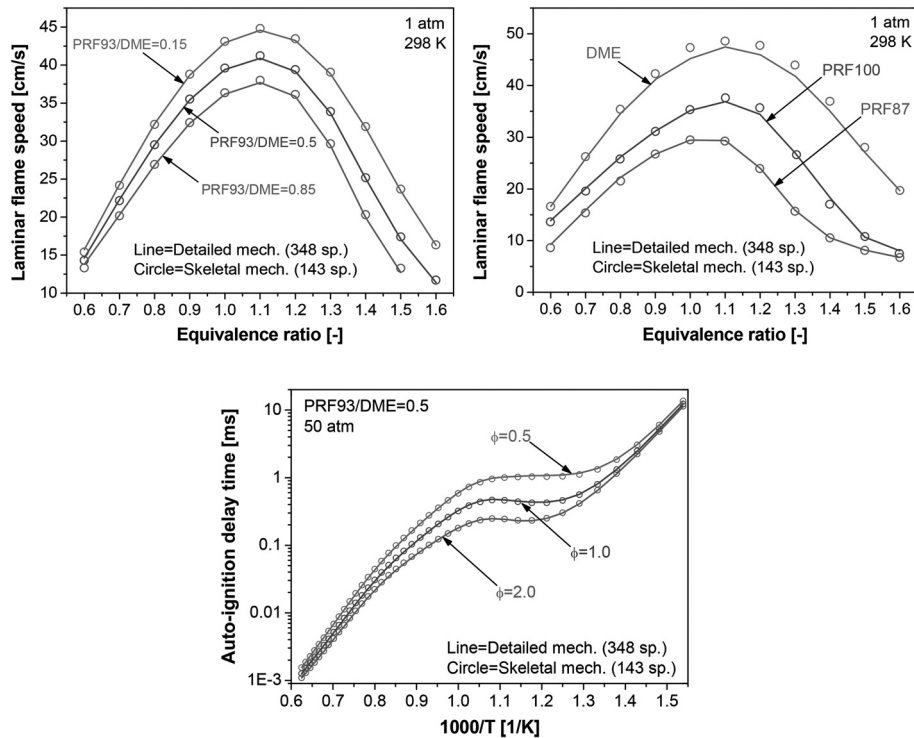 1 atm
298 K
PRF93/DME=0.15
PRF93/DME=0.5
PRF93/DME=0.85
Line=Detailed mech. (348 sp.)
Circle=Skeletal mech. (143 sp.)
Laminar flame speed [cm/s]
45
40
35
30
25
20
15
10
0.6 0.7 0.8 0.9 1.0 1.1 1.2 1.3 1.4 1.5 1.6
Equivalence ratio [-]
1 atm
298 K
DME
PRF100
PRF87
Line=Detailed mech. (348 sp.)
Circle=Skeletal mech. (143 sp.)
Laminar flame speed [cm/s]
50
40
30
20
10
0
0.6 0.7 0.8 0.9 1.0 1.1 1.2 1.3 1.4 1.5 1.6
Equivalence ratio [-]
PRF93/DME=0.5
50 atm
ϕ=0.5
ϕ=1.0
ϕ=2.0
Line=Detailed mech. (348 sp.)
Circle=Skeletal mech. (143 sp.)
Auto-ignition delay time [ms]
10
1
0.1
0.01
1E-3
0.6 0.7 0.8 0.9 1.0 1.1 1.2 1.3 1.4 1.5
1000/T [1/K]